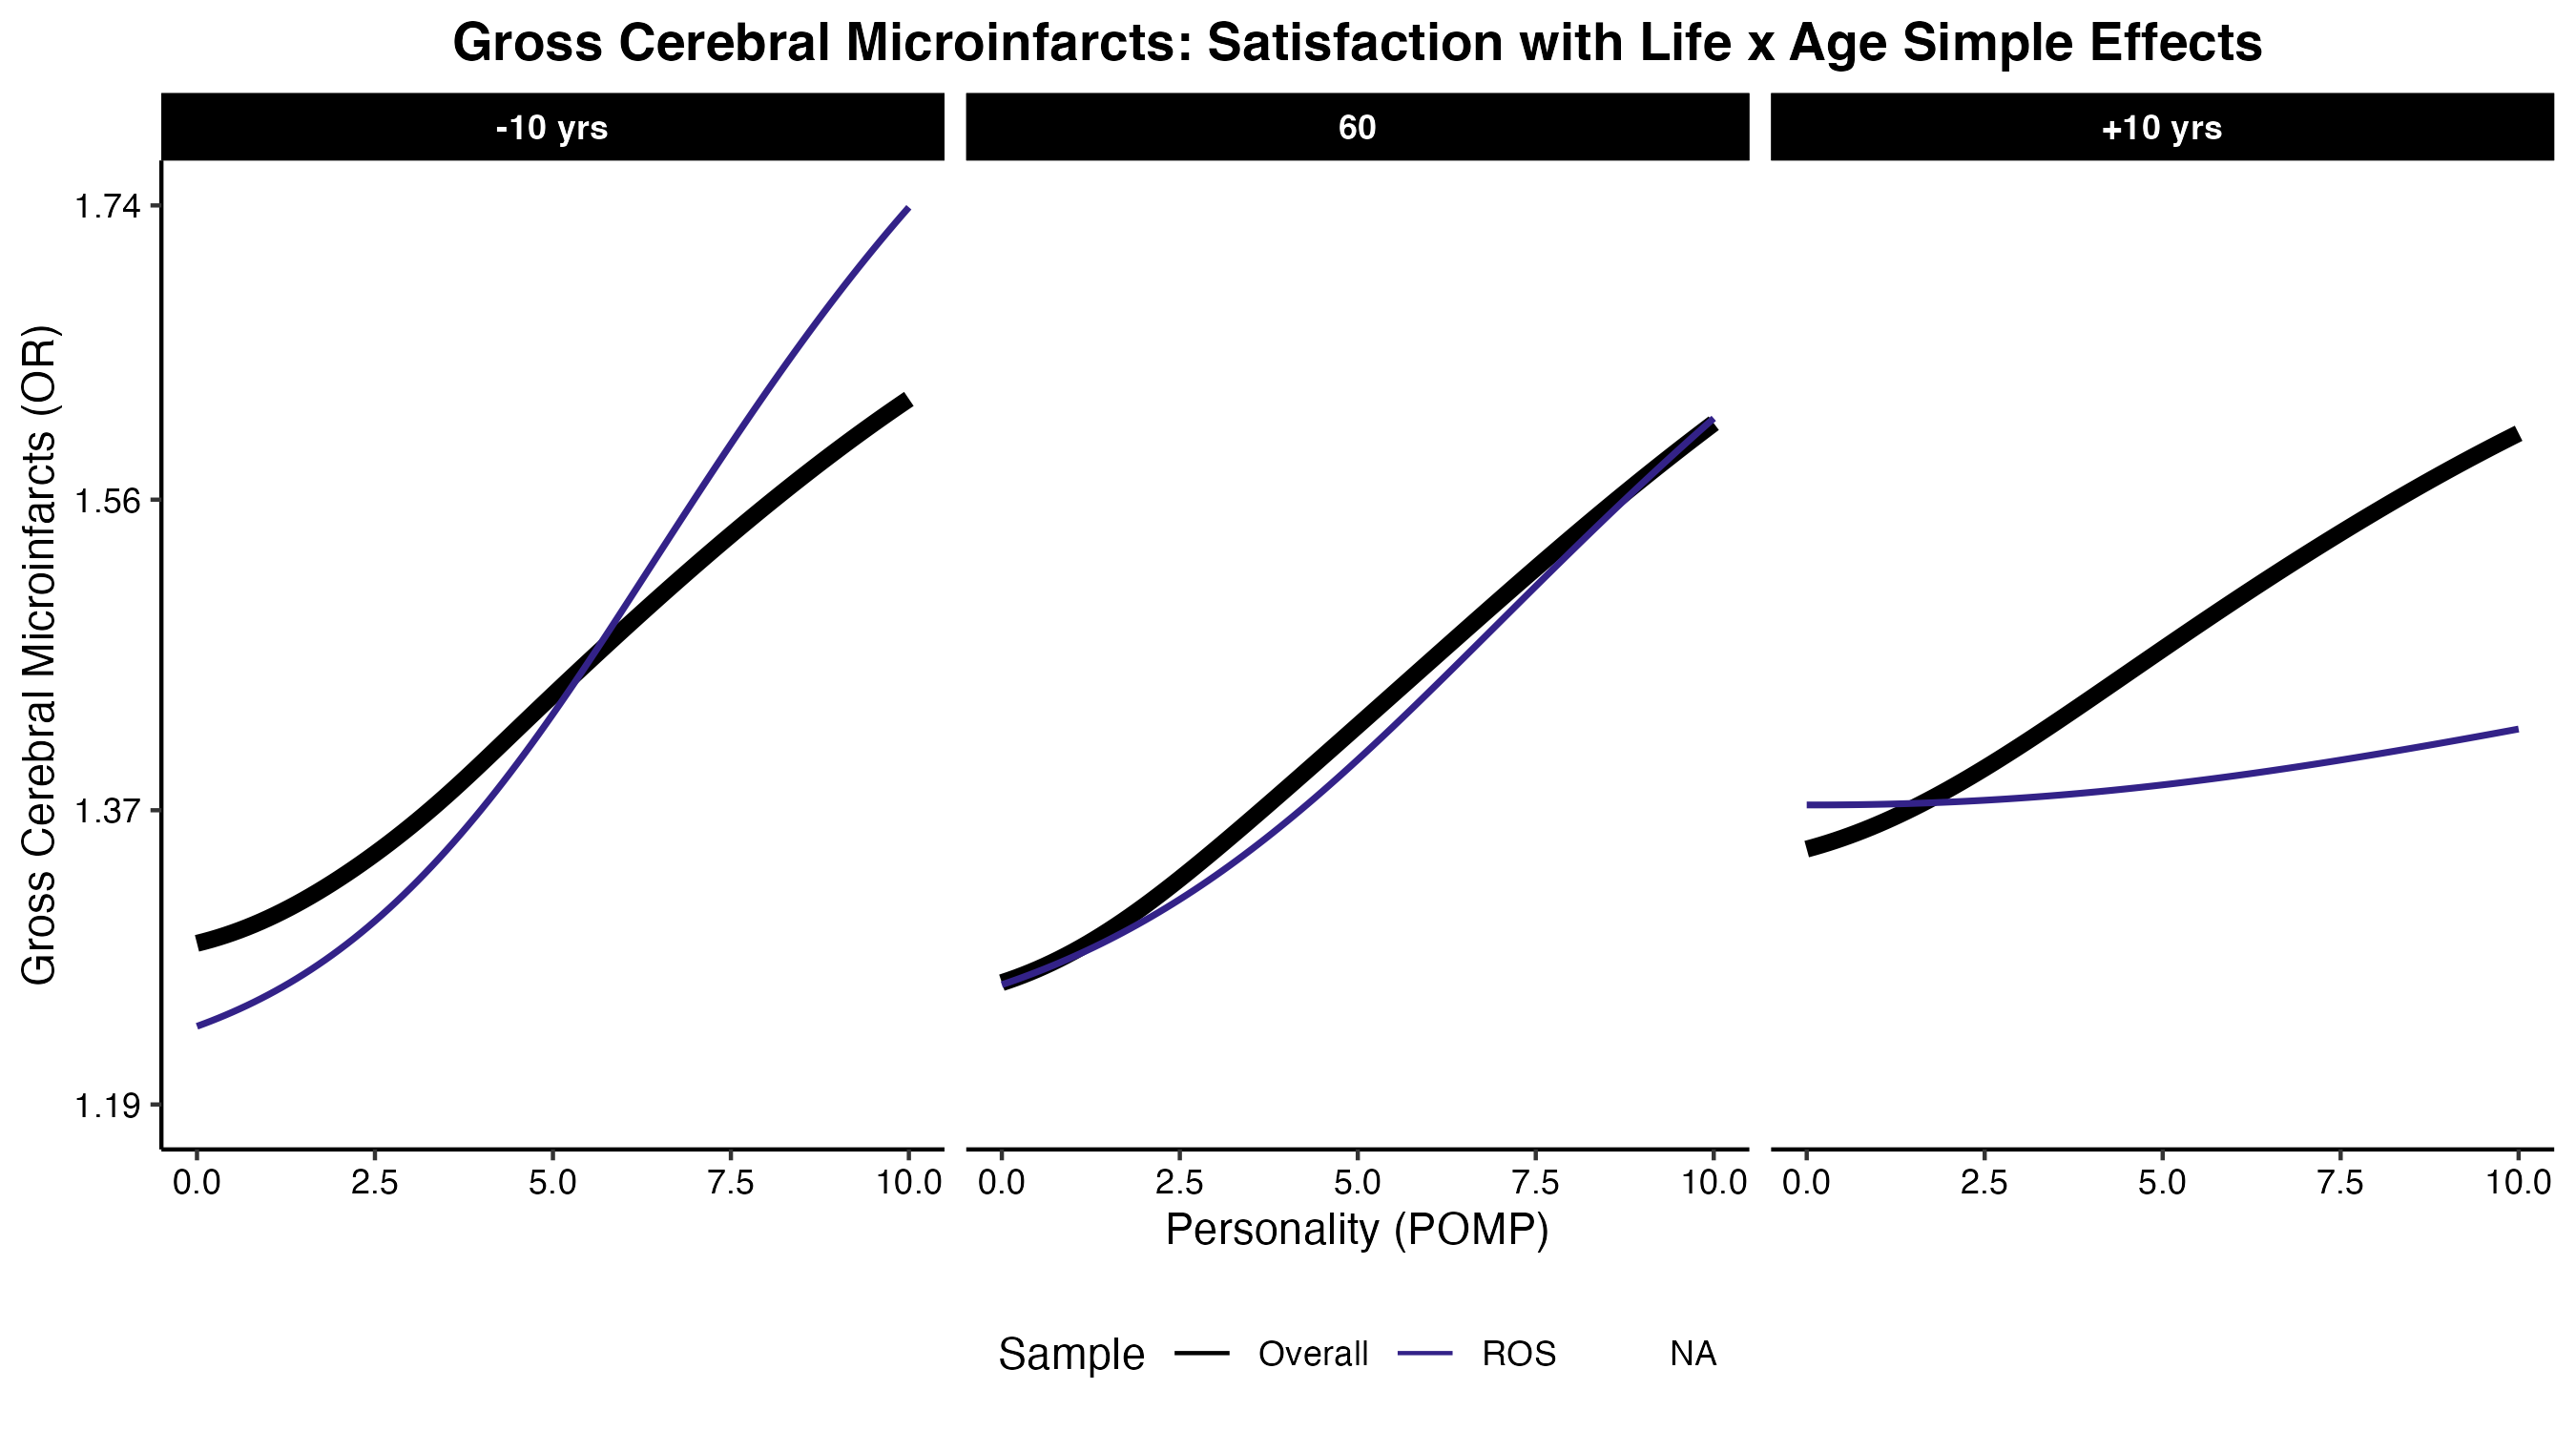 Gross Cerebral Microinfarcts: Satisfaction with Life x Age Simple Effects
-10 yrs
60
+10 yrs
Gross Cerebral Microinfarcts (OR)
1.74
1.56
1.37
1.19
0.0 2.5 5.0 7.5 10.0
0.0 2.5 5.0 7.5 10.0
0.0 2.5 5.0 7.5 10.0
Personality (POMP)
Sample Overall ROS NA